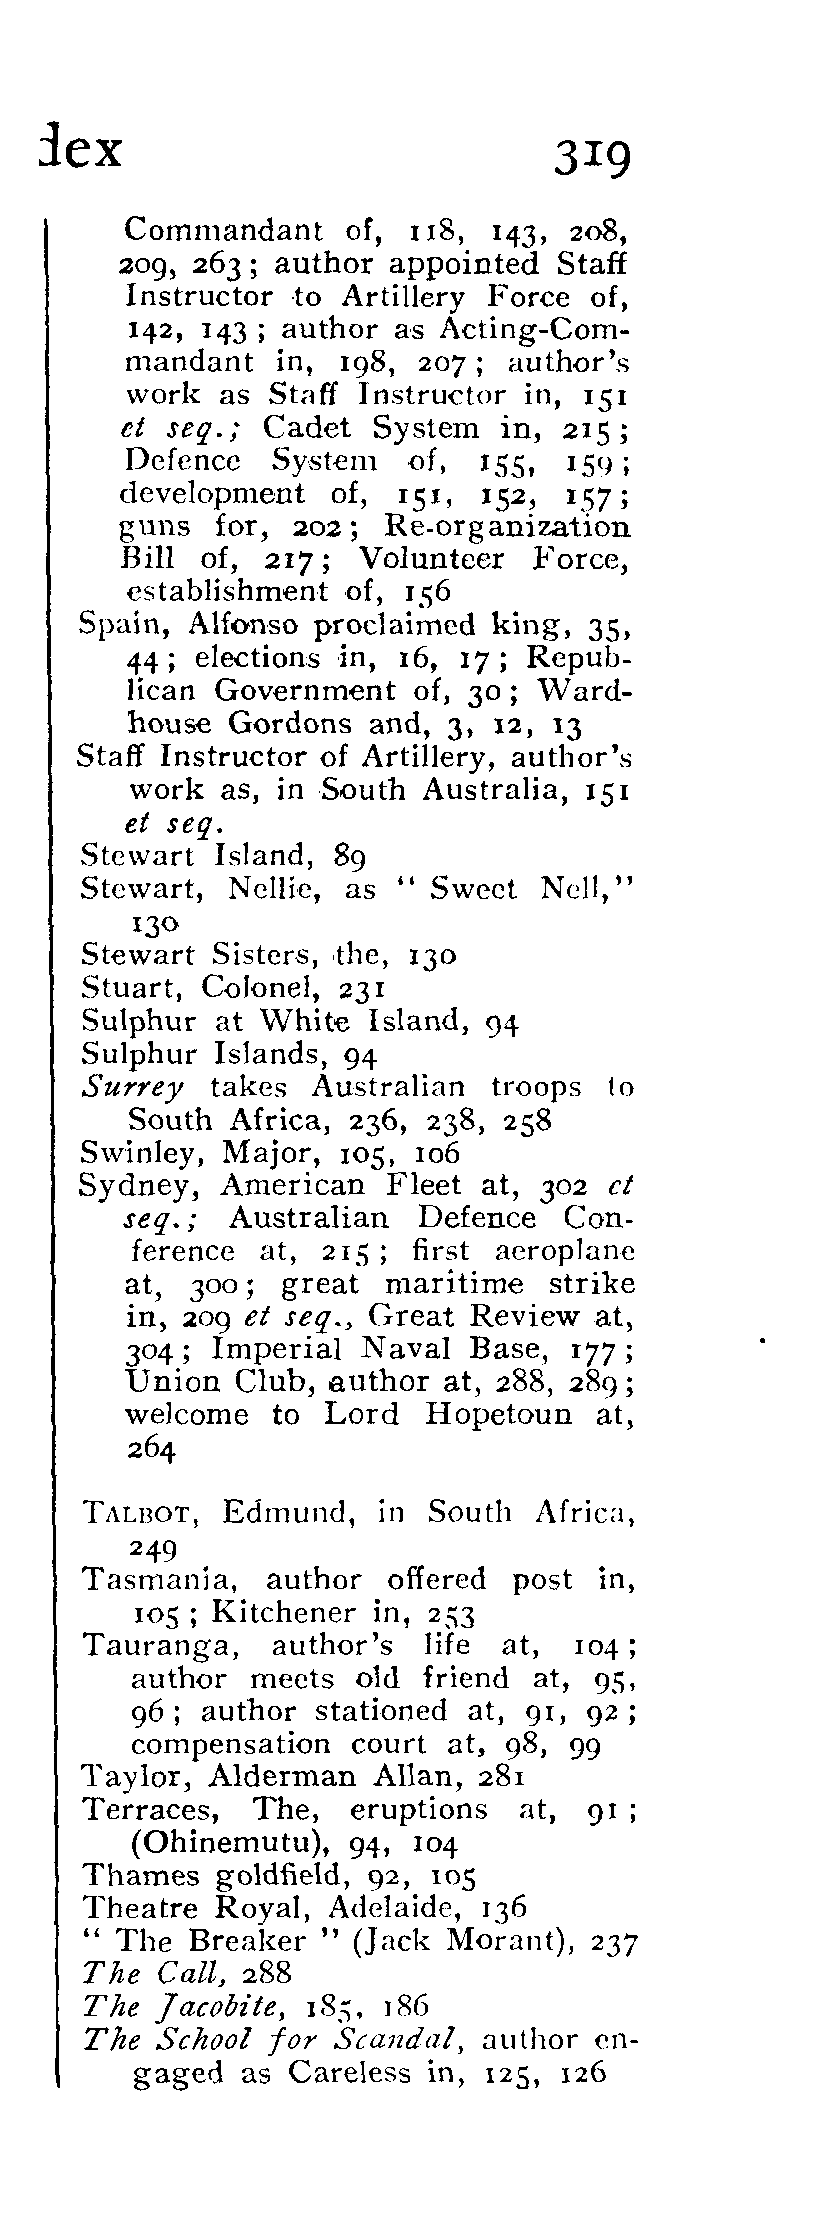 dex 319
Commandant of, 118, 143, 208,
209, 263; author appointed Staff
Instructor to Artillery Force of,
142, 143; author as Acting-Com-
mandant in, 198, 207; author's
work as Staff Instructor in, 151
et seq.; Cadet System in, 215;
Defence System of, 155, 159;
development of, 151, 152, 157;
guns for, 202; Re-organization
Bill of, 217; Volunteer Force,
establishment of, 156
Spain, Alfonso proclaimed king, 35,
44; elections in, 16, 17; Repub-
lican Government of, 30; Ward-
house Gordons and, 3, 12, 13
Staff Instructor of Artillery, author's
work as, in South Australia, 151
et seq.
Stewart Island, 89
Stewart, Nellie, as "Sweet Nell,"
130
Stewart Sisters, the, 130
Stuart, Colonel, 231
Sulphur at White Island, 94
Sulphur Islands, 94
Surrey takes Australian troops to
South Africa, 236, 238, 258
Swinley, Major, 105, 106
Sydney, American Fleet at, 302 et
seq.; Australian Defence Con-
ference at, 215; first aeroplane
at, 300; great maritime strike
in, 209 et seq., Great Review at,
304; Imperial Naval Base, 177;
Union Club, author at, 288, 289;
welcome to Lord Hopetoun at,
264
TALBOT, Edmund, in South Africa,
249
Tasmania, author offered post in,
105; Kitchener in, 253
Tauranga, author's life at, 104;
author meets old friend at, 95,
96; author stationed at, 91, 92;
compensation court at, 98, 99
Taylor, Alderman Allan, 281
Terraces, The, eruptions at, 91;
(Ohinemutu), 94, 104
Thames goldfield, 92, 105
Theatre Royal, Adelaide, 136
"The Breaker" (Jack Morant), 237
The Call, 288
The Jacobite, 185, 186
The School for Scandal, author en-
gaged as Careless in, 125, 126